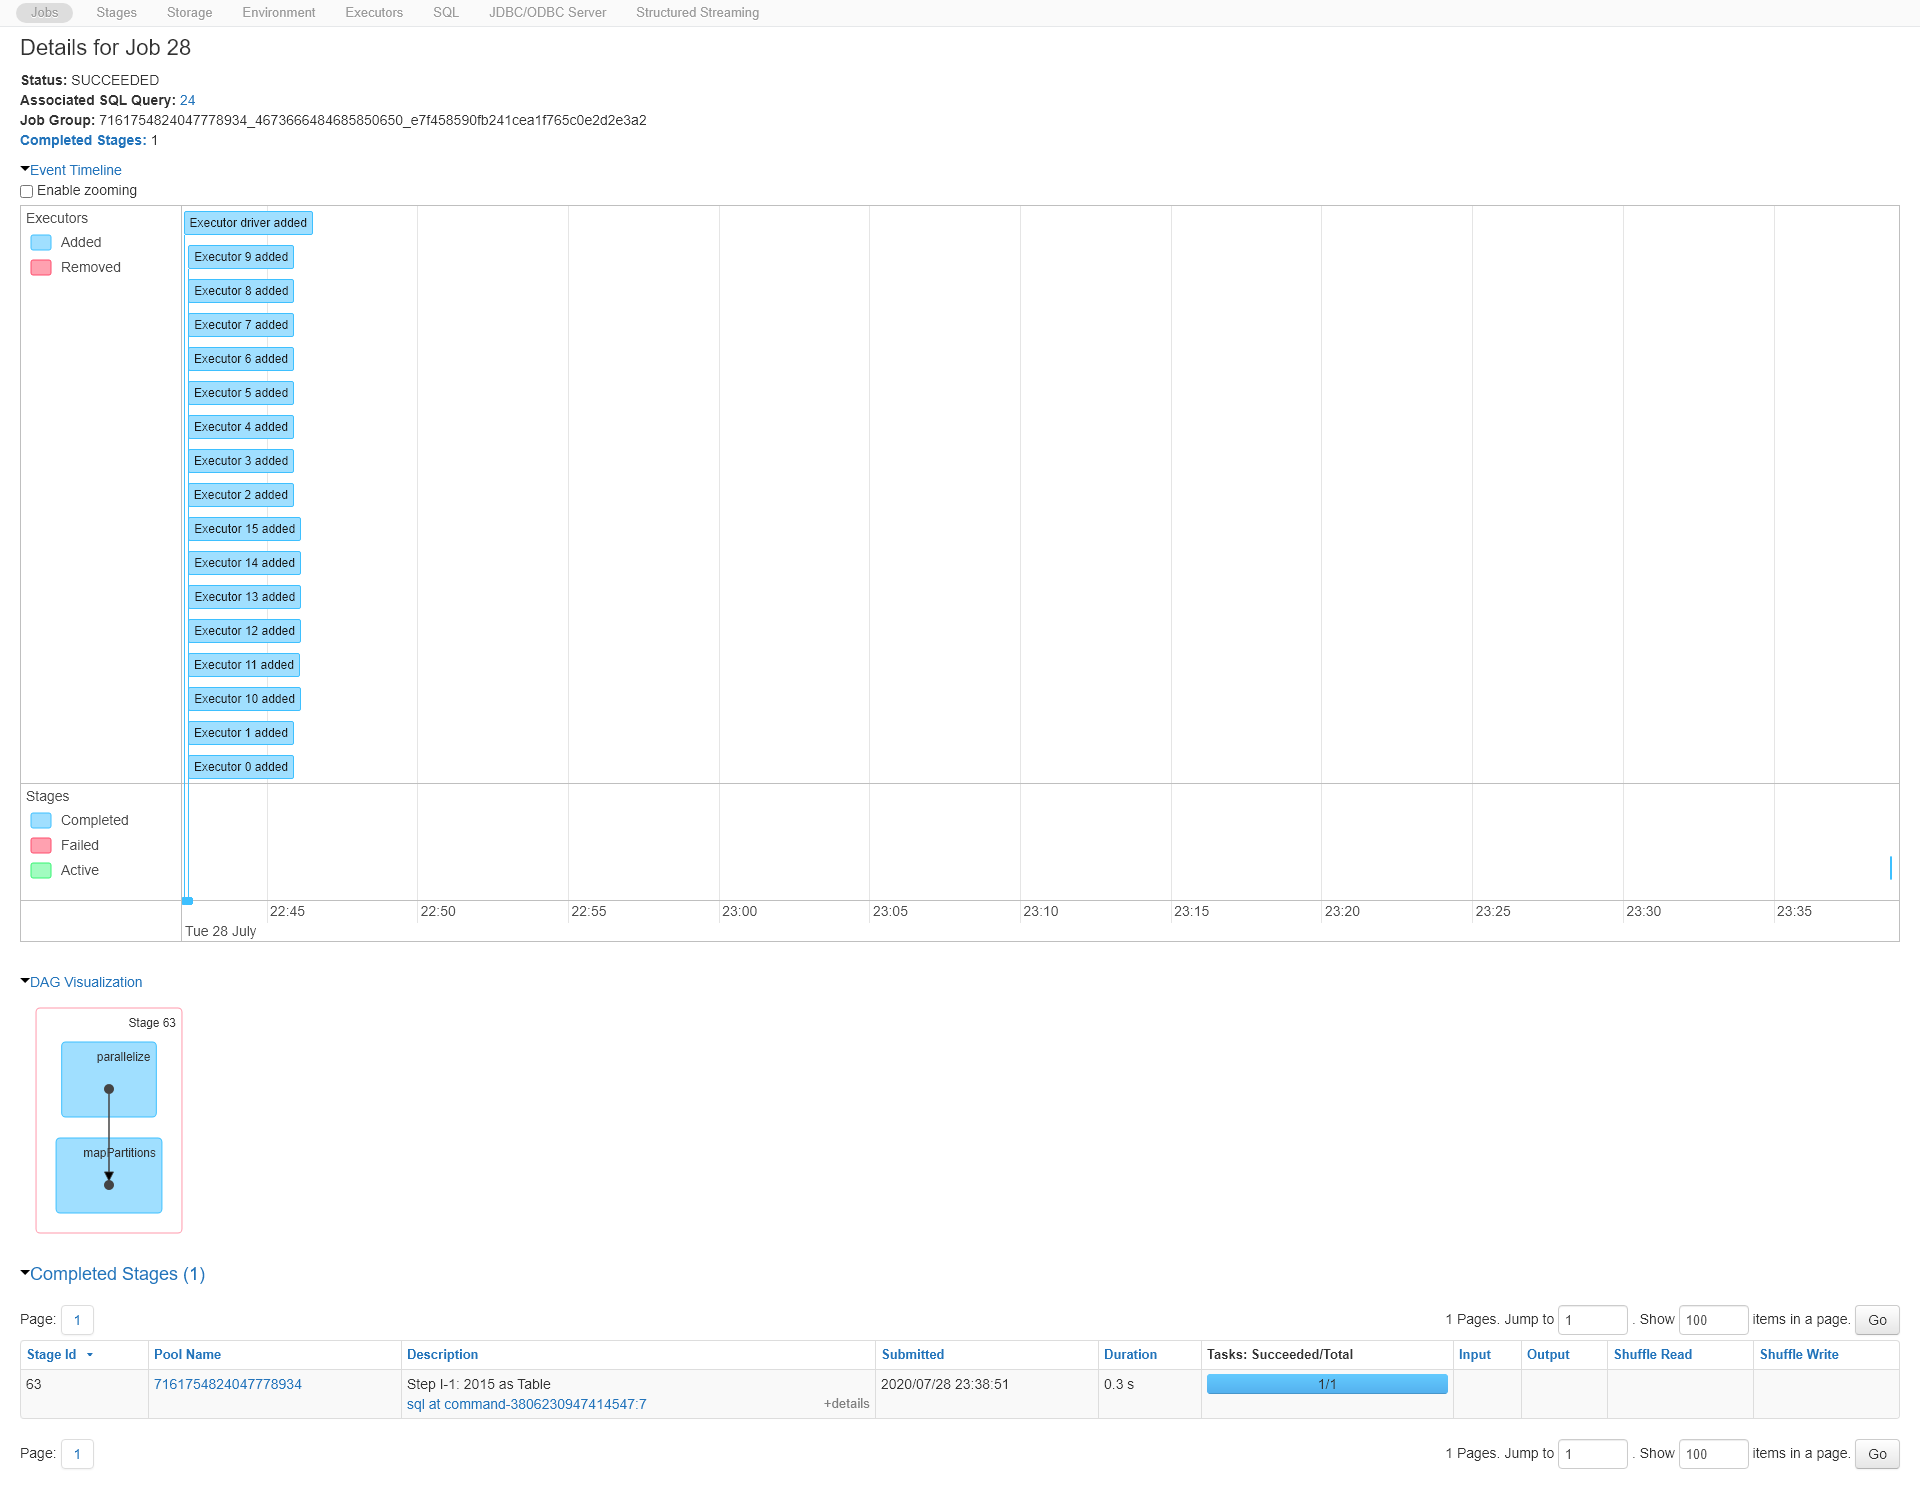 Jobs Stages Storage Environment Executors SQL JDBC/ODBC Server Structured Streaming
Details for Job 28
Status: SUCCEEDED
Associated SQL Query: 24
Job Group: 7161754824047778934_4673666484685850650_e7f458590fb241cea1f765c0e2d2e3a2
Completed Stages: 1
Event Timeline
Enable zooming
Executors
Added
Removed
Executor driver added
Executor 9 added
Executor 8 added
Executor 7 added
Executor 6 added
Executor 5 added
Executor 4 added
Executor 3 added
Executor 2 added
Executor 15 added
Executor 14 added
Executor 13 added
Executor 12 added
Executor 11 added
Executor 10 added
Executor 1 added
Executor 0 added
Stages
Completed
Failed
Active
22:45 22:50 22:55 23:00 23:05 23:10 23:15 23:20 23:25 23:30 23:35
Tue 28 July
DAG Visualization
Stage 63
parallelize
mapPartitions
Completed Stages (1)
Page: 1 1 Pages. Jump to 1 . Show 100 items in a page. Go
Stage Id Pool Name Description Submitted Duration Tasks: Succeeded/Total Input Output Shuffle Read Shuffle Write
63 7161754824047778934 Step I-1: 2015 as Table 2020/07/28 23:38:51 0.3 s 1/1
sql at command-3806230947414547:7 +details
Page: 1 1 Pages. Jump to 1 . Show 100 items in a page. Go